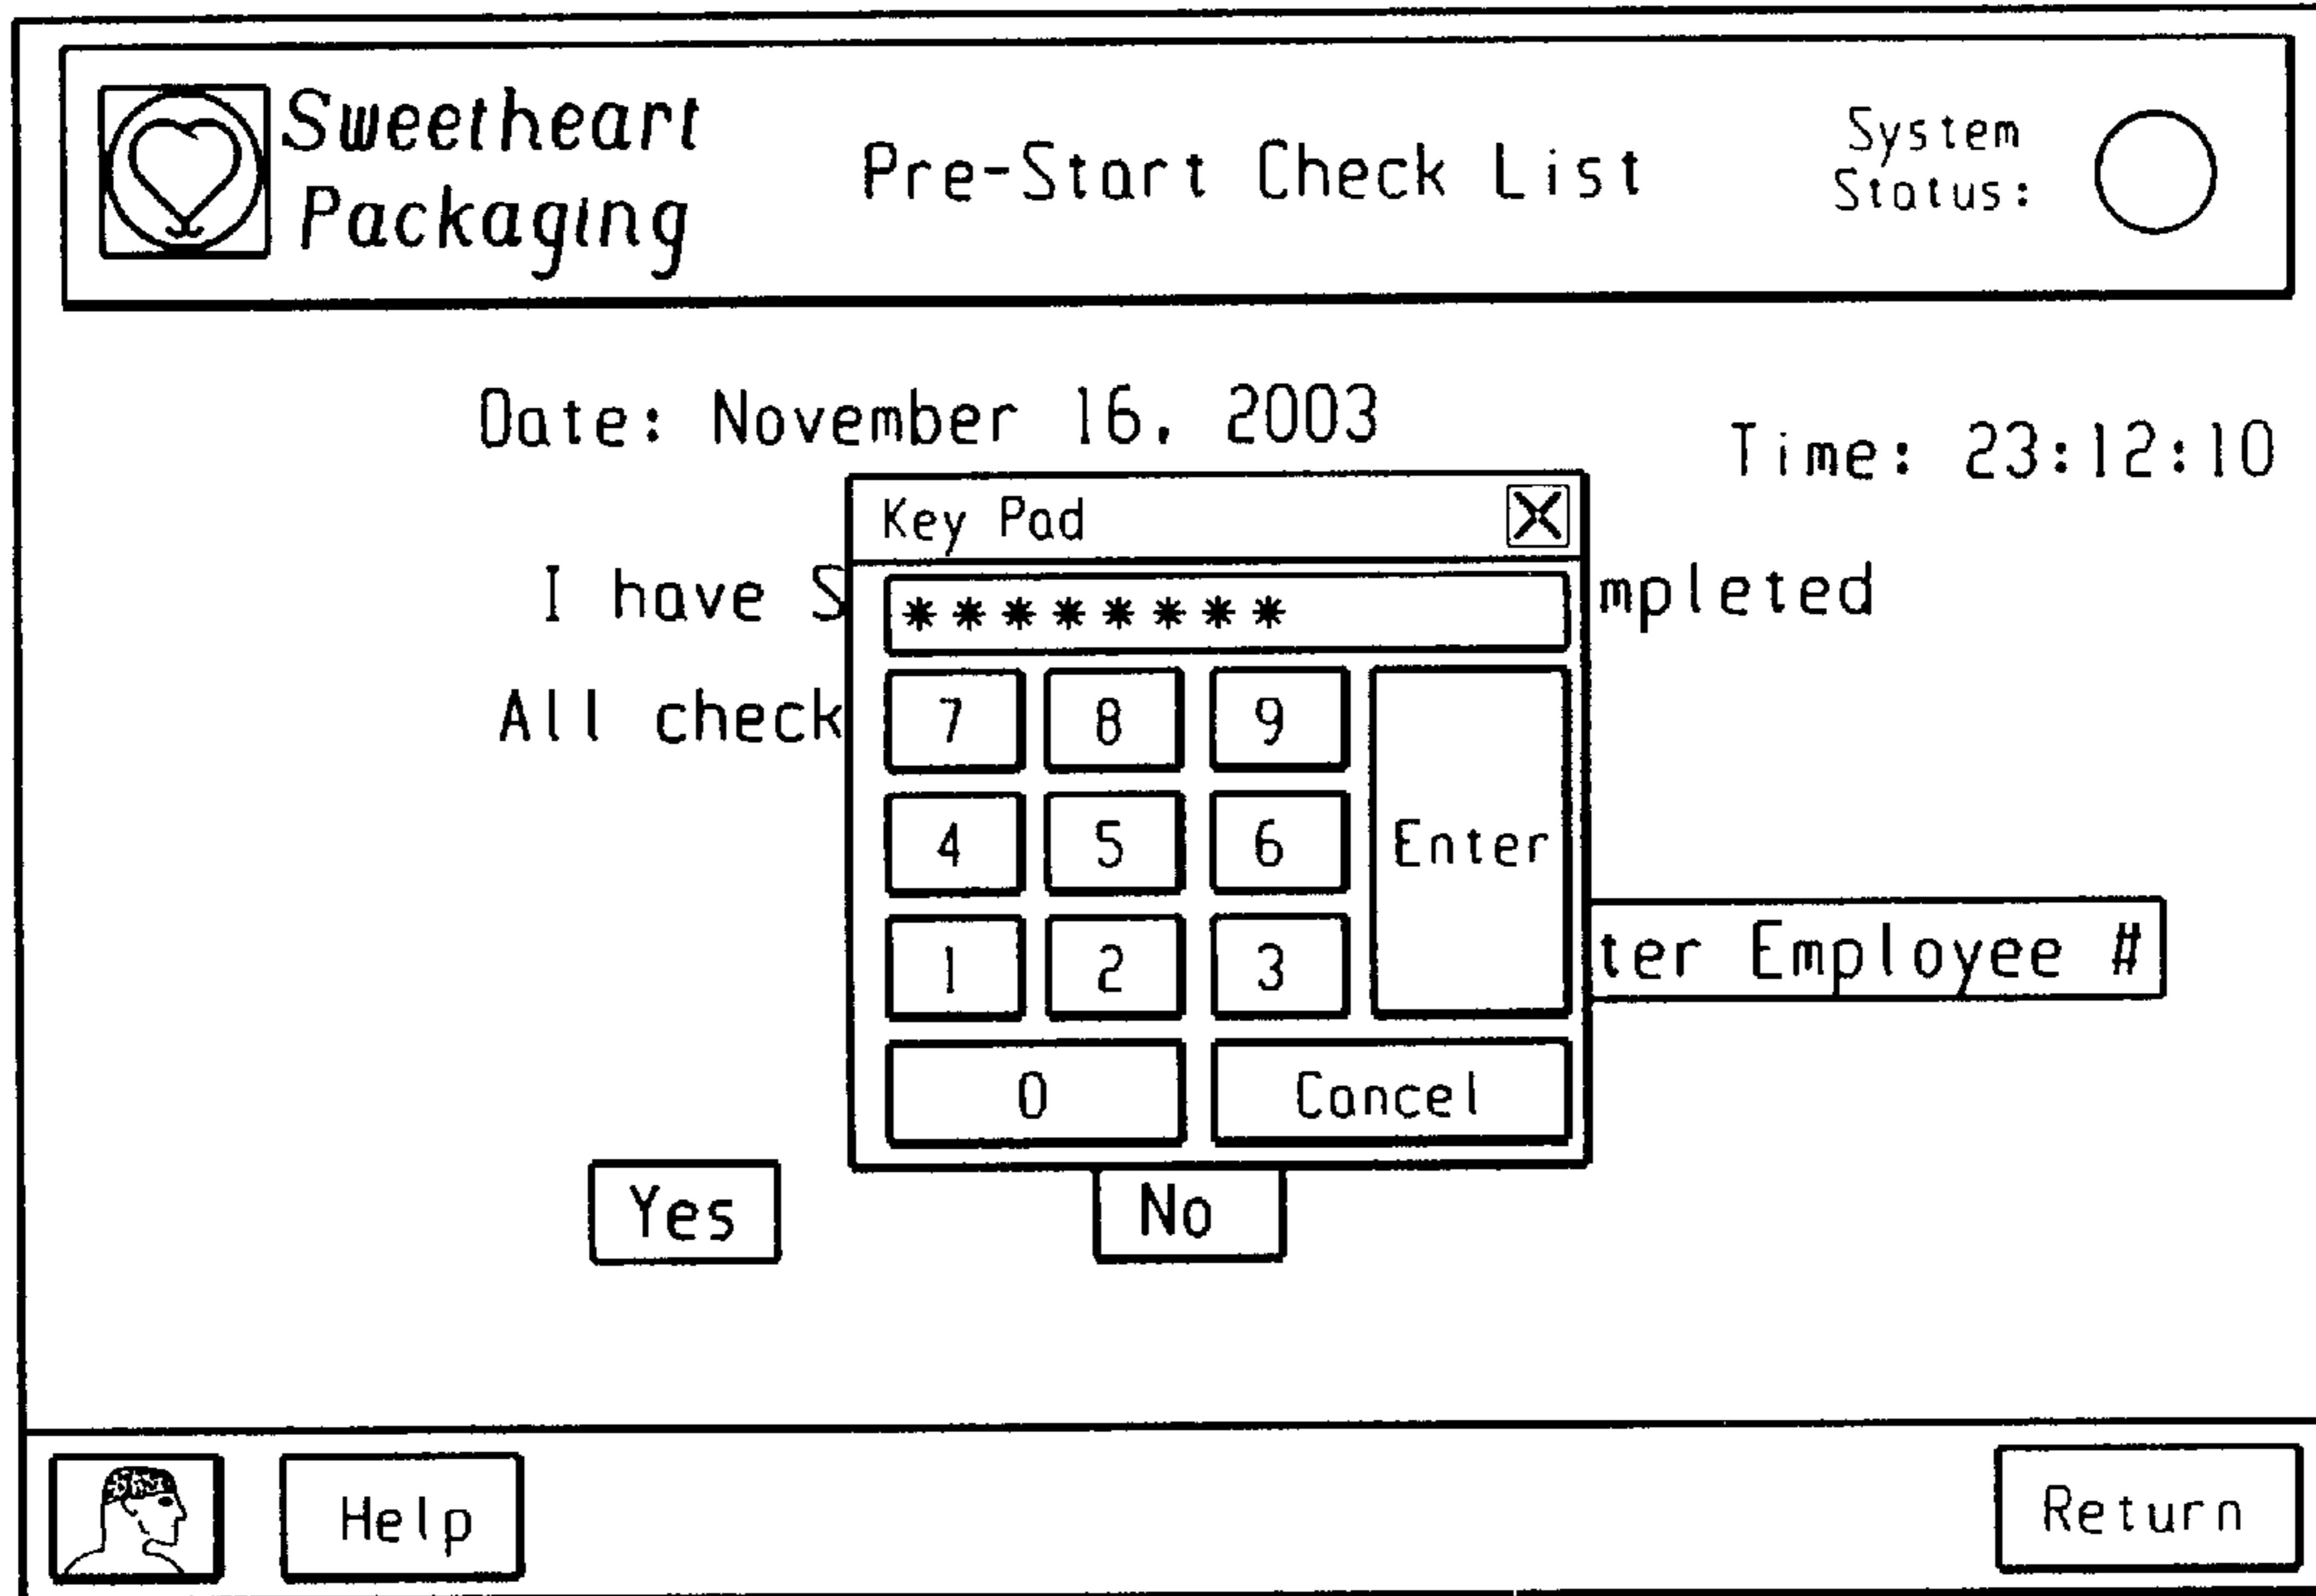 Sweetheart
Packaging
Pre-Start Check List
System
Status:
Date: November 16, 2003
Time: 23:12:10
Key Pad
I have S
mpleted
********
All check
7 8 9
4 5 6
Enter
1 2 3
ter Employee #
0 Cancel
Yes No
Help
Return